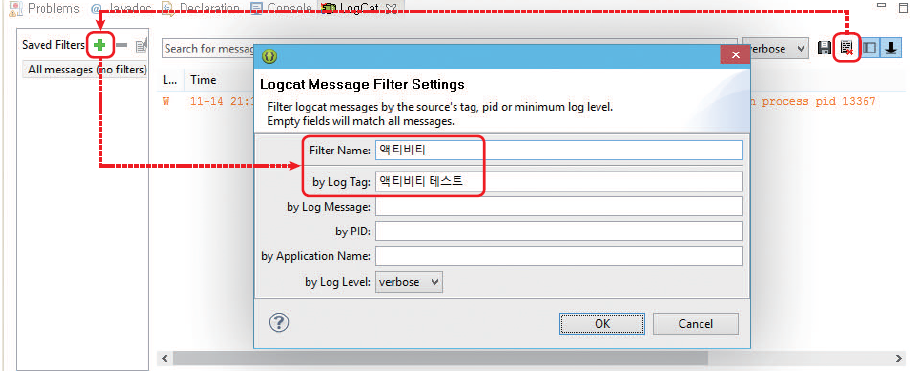 Problems @ Javadoc Declaration Console LogCat
Saved Filters
Search for messag
verbose
All messages (no filters)
L... Time
W 11-14 21:1
n process pid 13367
Logcat Message Filter Settings
Filter logcat messages by the source's tag, pid or minimum log level.
Empty fields will match all messages.
Filter Name: 액티비티
by Log Tag: 액티비티 테스트
by Log Message:
by PID:
by Application Name:
by Log Level: verbose
OK Cancel